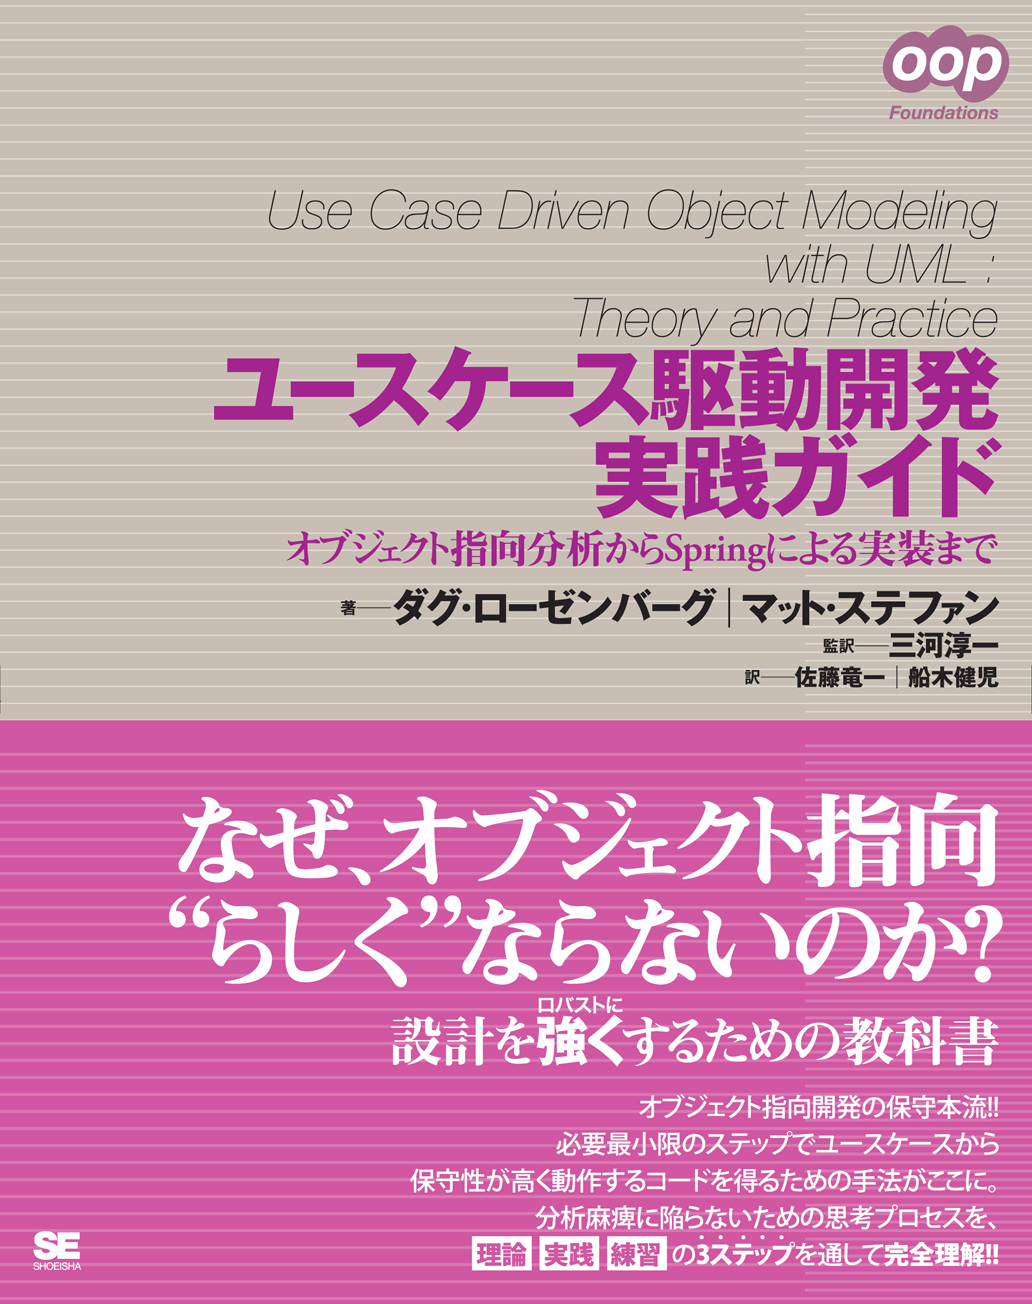 oop
Foundations
Use Case Driven Object Modeling
with UML :
Theory and Practice
ユースケース駆動開発
実践ガイド
オブジェクト指向分析からSpringによる実装まで
著──ダグ・ローゼンバーグ｜マット・ステファン
監訳──三河淳一
訳──佐藤竜一｜船木健児
なぜ、オブジェクト指向
“らしく”ならないのか?
ロバストに
設計を強くするための教科書
オブジェクト指向開発の保守本流!!
必要最小限のステップでユースケースから
保守性が高く動作するコードを得るための手法がここに。
分析麻痺に陥らないための思考プロセスを、
理論 実践 練習 の3ステップを通して完全理解!!
SE
SHOEISHA